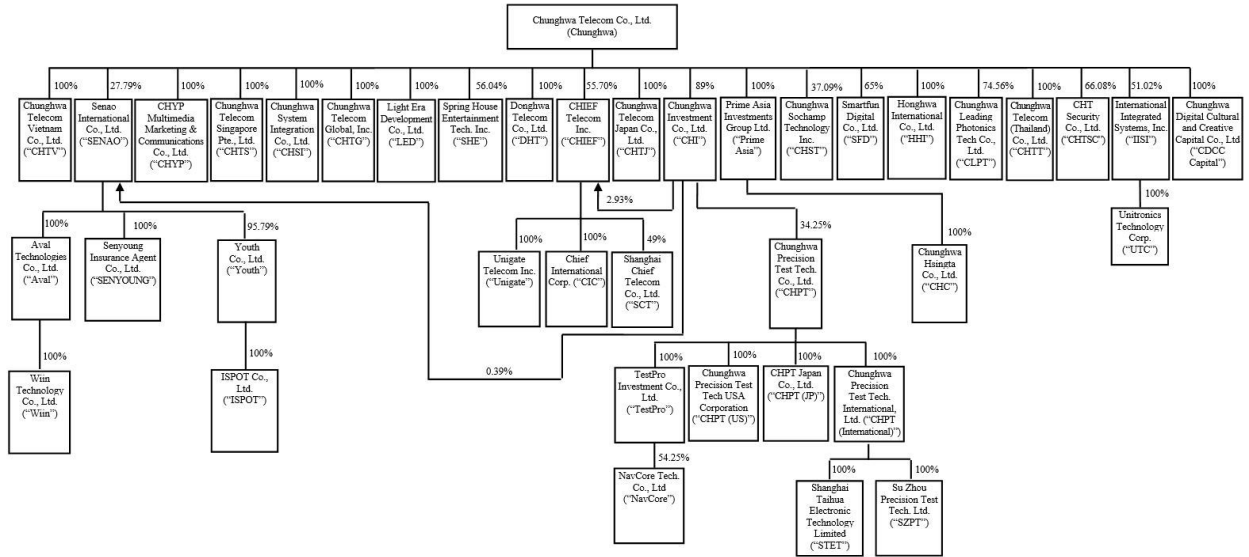 Chunghwa Telecom Co., Ltd.
(Chunghwa)
100%
27.79%
100%
100%
100%
100%
100%
56.04%
100%
55.70%
100%
89%
100%
37.09%
65%
100%
74.56%
100%
66.08%
51.02%
100%
Chunghwa
Telecom
Vietnam
Co., Ltd.
(“CHTV”)
Senao
International
Co., Ltd.
(“SENAO”)
CHYP
Multimedia
Marketing &
Communications
Co., Ltd.
(“CHYP”)
Chunghwa
Telecom
Singapore
Pte., Ltd.
(“CHTS”)
Chunghwa
System
Integration
Co., Ltd.
(“CHSI”)
Chunghwa
Telecom
Global, Inc.
(“CHTG”)
Light Era
Development
Co., Ltd.
(“LED”)
Spring House
Entertainment
Tech. Inc.
(“SHE”)
Donghwa
Telecom
Co., Ltd.
(“DHT”)
CHIEF
Telecom
Inc.
(“CHIEF”)
Chunghwa
Telecom
Japan Co.,
Ltd.
(“CHTJ”)
Chunghwa
Investment
Co., Ltd.
(“CHI”)
Prime Asia
Investments
Group Ltd.
(“Prime
Asia”)
Chunghwa
Sochamp
Technology
Inc.
(“CHST”)
Smartfun
Digital
Co., Ltd.
(“SFD”)
Honghwa
International
Co., Ltd.
(“HHI”)
Chunghwa
Leading
Photonics
Tech Co.,
Ltd.
(“CLPT”)
Chunghwa
Telecom
(Thailand)
Co., Ltd.
(“CHTT”)
CHT
Security
Co., Ltd.
(“CHTSC”)
International
Integrated
Systems, Inc.
(“IISI”)
Chunghwa
Digital Cultural
and Creative
Capital Co., Ltd
(“CDCC
Capital”)
2.93%
100%
100%
95.79%
100%
100%
49%
34.25%
100%
100%
Aval
Technologies
Co., Ltd.
(“Aval”)
Senyoung
Insurance Agent
Co., Ltd.
(“SENYOUNG”)
Youth
Co., Ltd.
(“Youth”)
Unigate
Telecom Inc.
(“Unigate”)
Chief
International
Corp. (“CIC”)
Shanghai
Chief
Telecom
Co., Ltd.
(“SCT”)
Chunghwa
Precision
Test Tech.
Co., Ltd.
(“CHPT”)
Chunghwa
Hsingta
Co., Ltd.
(“CHC”)
Unitronics
Technology
Corp.
(“UTC”)
100%
100%
0.39%
100%
100%
100%
100%
Wiin
Technology
Co., Ltd.
(“Wiin”)
ISPOT Co.,
Ltd.
(“ISPOT”)
TestPro
Investment Co.,
Ltd.
(“TestPro”)
Chunghwa
Precision Test
Tech USA
Corporation
(“CHPT (US)”)
CHPT Japan
Co., Ltd.
(“CHPT (JP)”)
Chunghwa
Precision
Test Tech.
International,
Ltd. (“CHPT
(International)”)
54.25%
100%
100%
NavCore Tech.
Co., Ltd
(“NavCore”)
Shanghai
Taihua
Electronic
Technology
Limited
(“STET”)
Su Zhou
Precision Test
Tech. Ltd.
(“SZPT”)